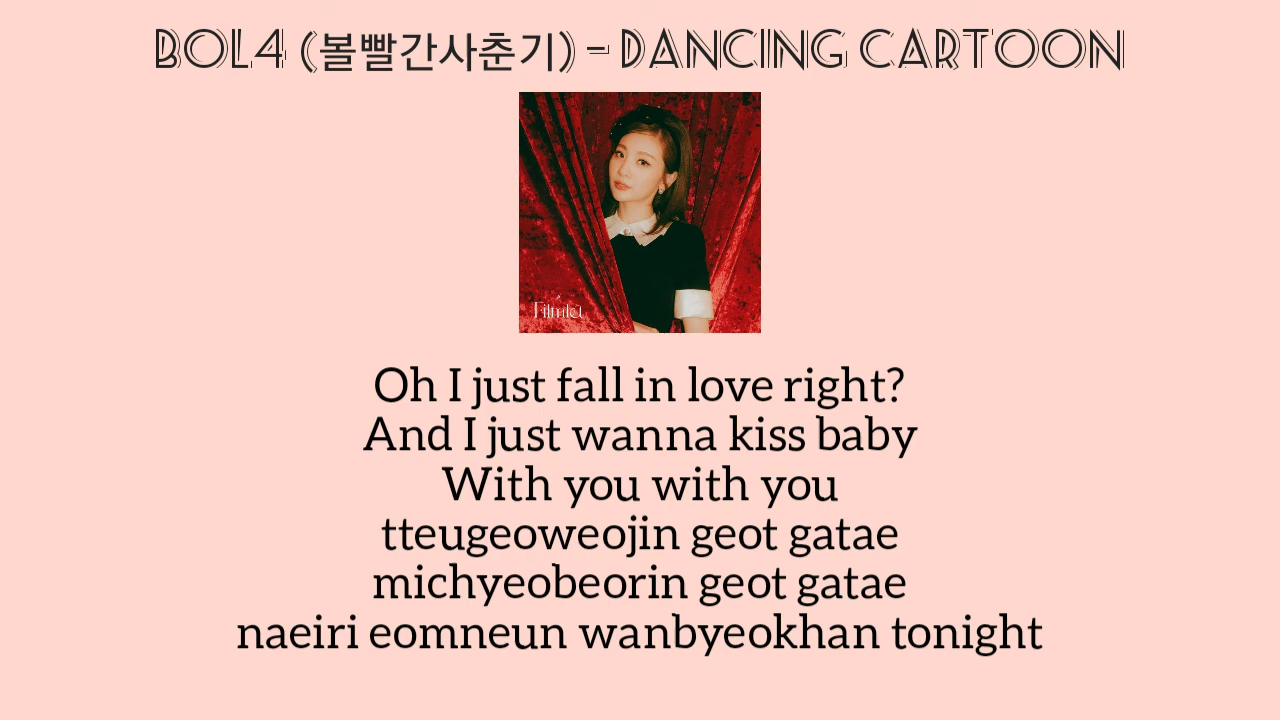 BOL4 (볼빨간사춘기) - DANCING CARTOON
Filmlet
Oh I just fall in love right?
And I just wanna kiss baby
With you with you
tteugeoweojin geot gatae
michyeobeorin geot gatae
naeiri eomneun wanbyeokhan tonight